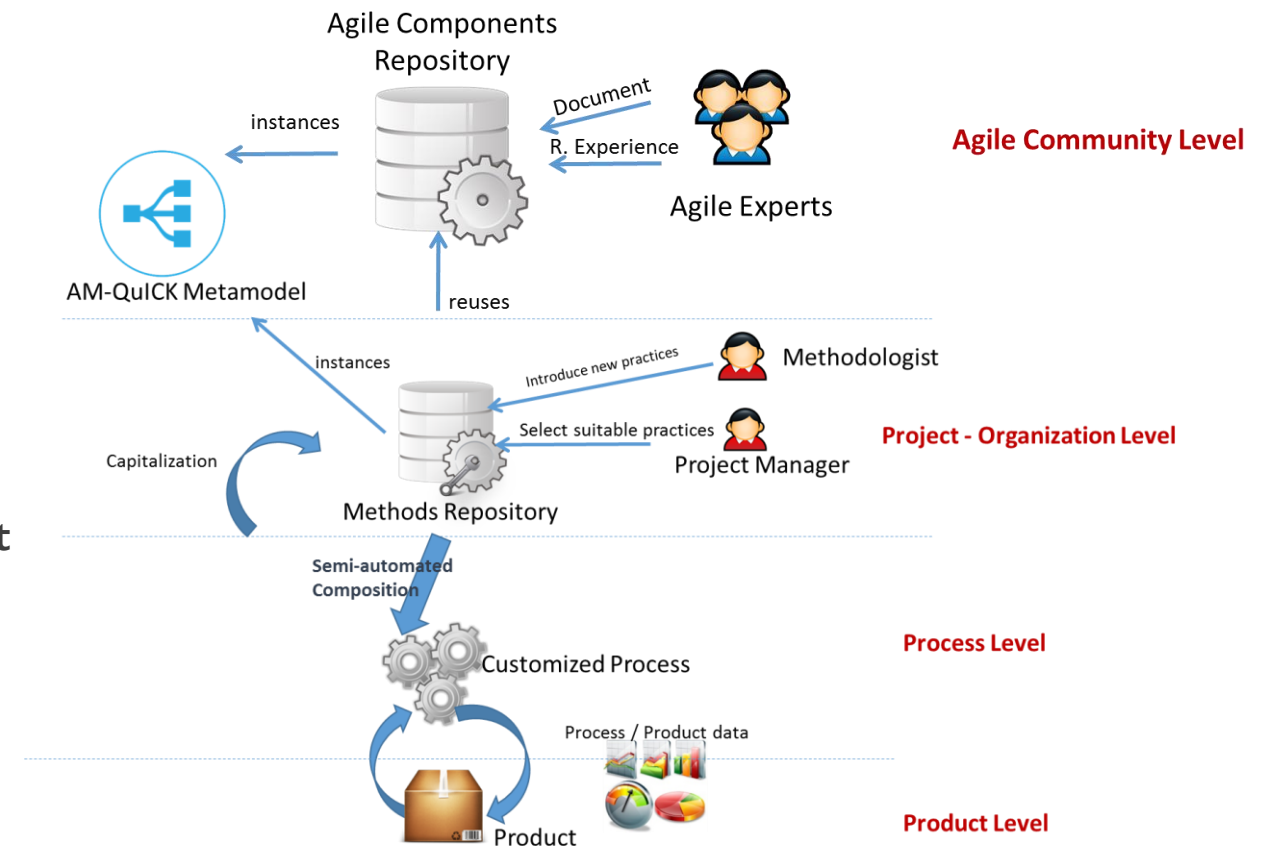 Agile Components
Repository
Document
instances
R. Experience
Agile Community Level
Agile Experts
AM-QuICK Metamodel
reuses
instances
Introduce new practices
Methodologist
Select suitable practices
Project - Organization Level
Capitalization
Project Manager
Methods Repository
t
Semi-automated
Composition
Process Level
Customized Process
Process / Product data
Product Level
Product